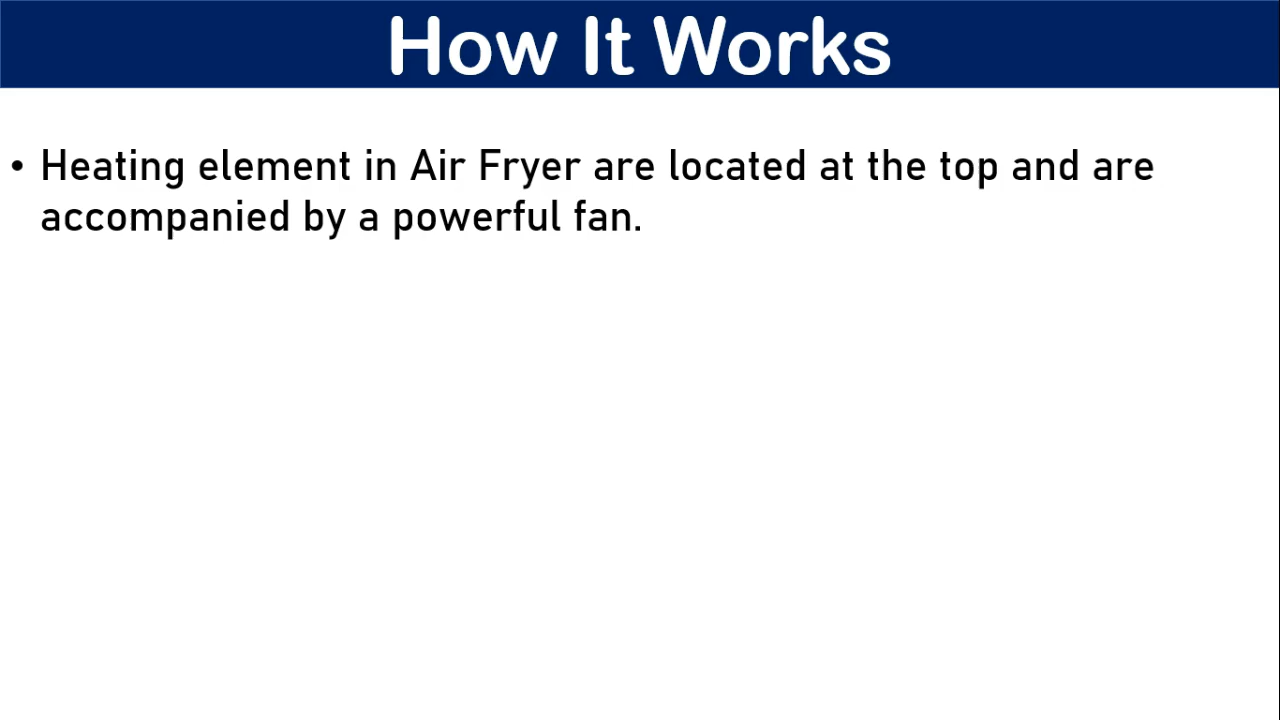 How It Works
• Heating element in Air Fryer are located at the top and are
accompanied by a powerful fan.